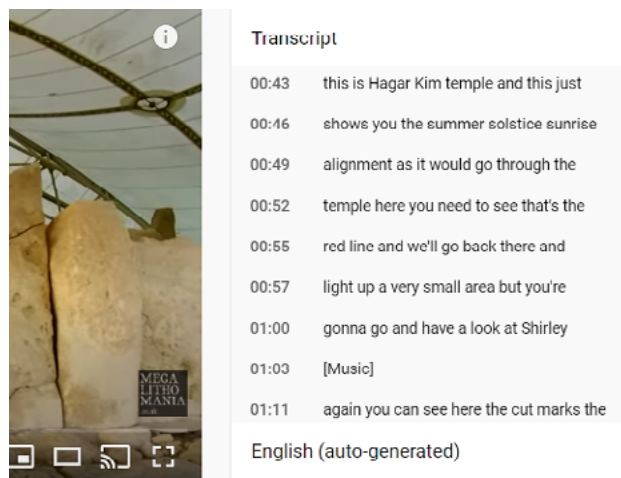 Transcript
00:43 this is Hagar Kim temple and this just
00:46 shows you the summer solstice sunrise
00:49 alignment as it would go through the
00:52 temple here you need to see that's the
00:55 red line and we'll go back there and
00:57 light up a very small area but you're
01:00 gonna go and have a look at Shirley
01:03 [Music]
01:11 again you can see here the cut marks the
MEGA
LITHO
MANIA
.co.uk
English (auto-generated)